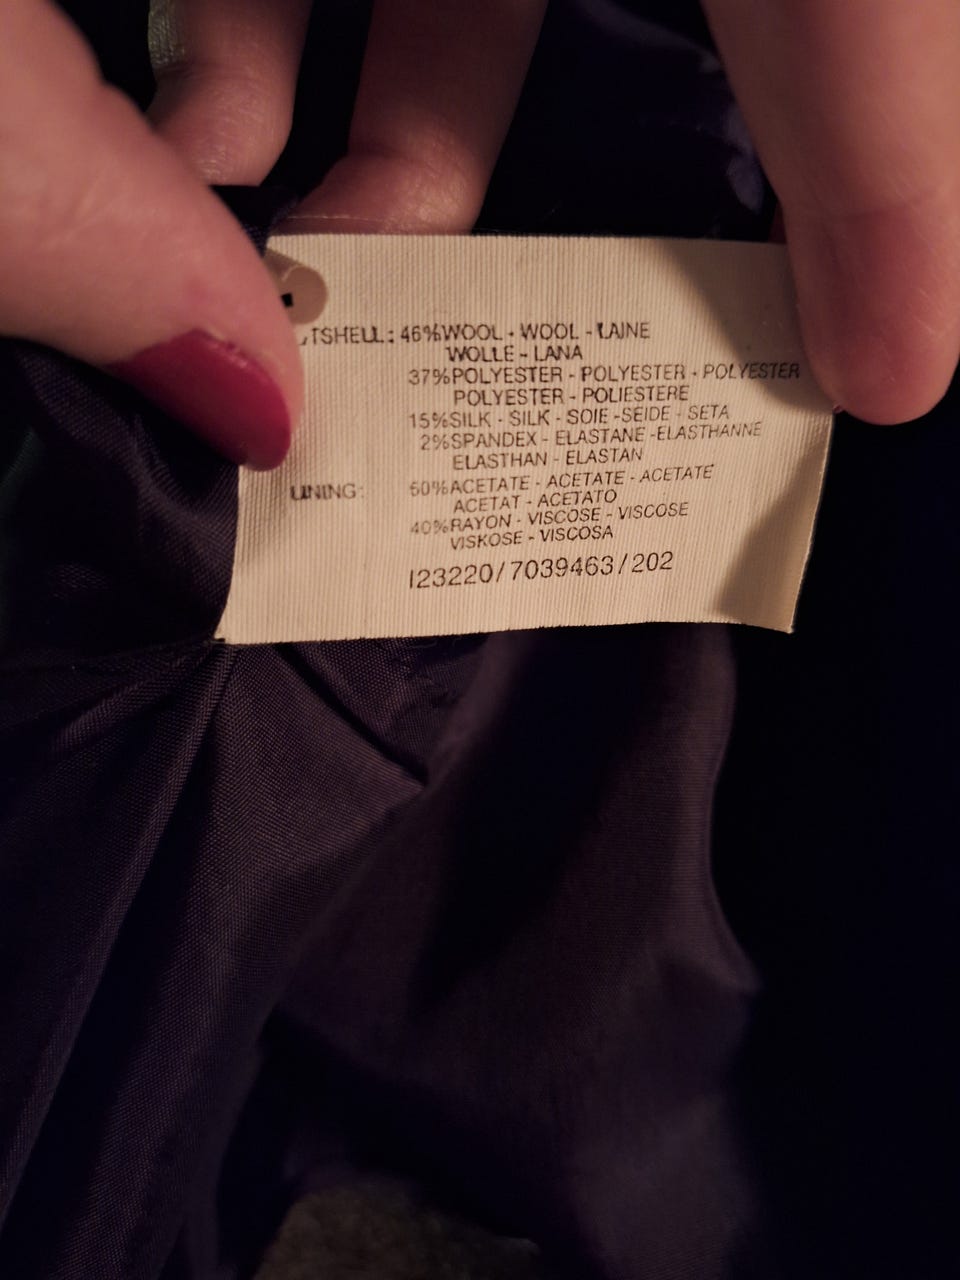 TSHELL: 46%WOOL - WOOL - LAINE
WOLLE - LANA
37%POLYESTER - POLYESTER - POLYESTER
POLYESTER - POLIESTERE
15%SILK - SILK - SOIE -SEIDE - SETA
2%SPANDEX - ELASTANE -ELASTHANNE
ELASTHAN - ELASTAN
LINING: 60%ACETATE - ACETATE - ACETATE
ACETAT - ACETATO
40%RAYON - VISCOSE - VISCOSE
VISKOSE - VISCOSA
I23220/7039463/202